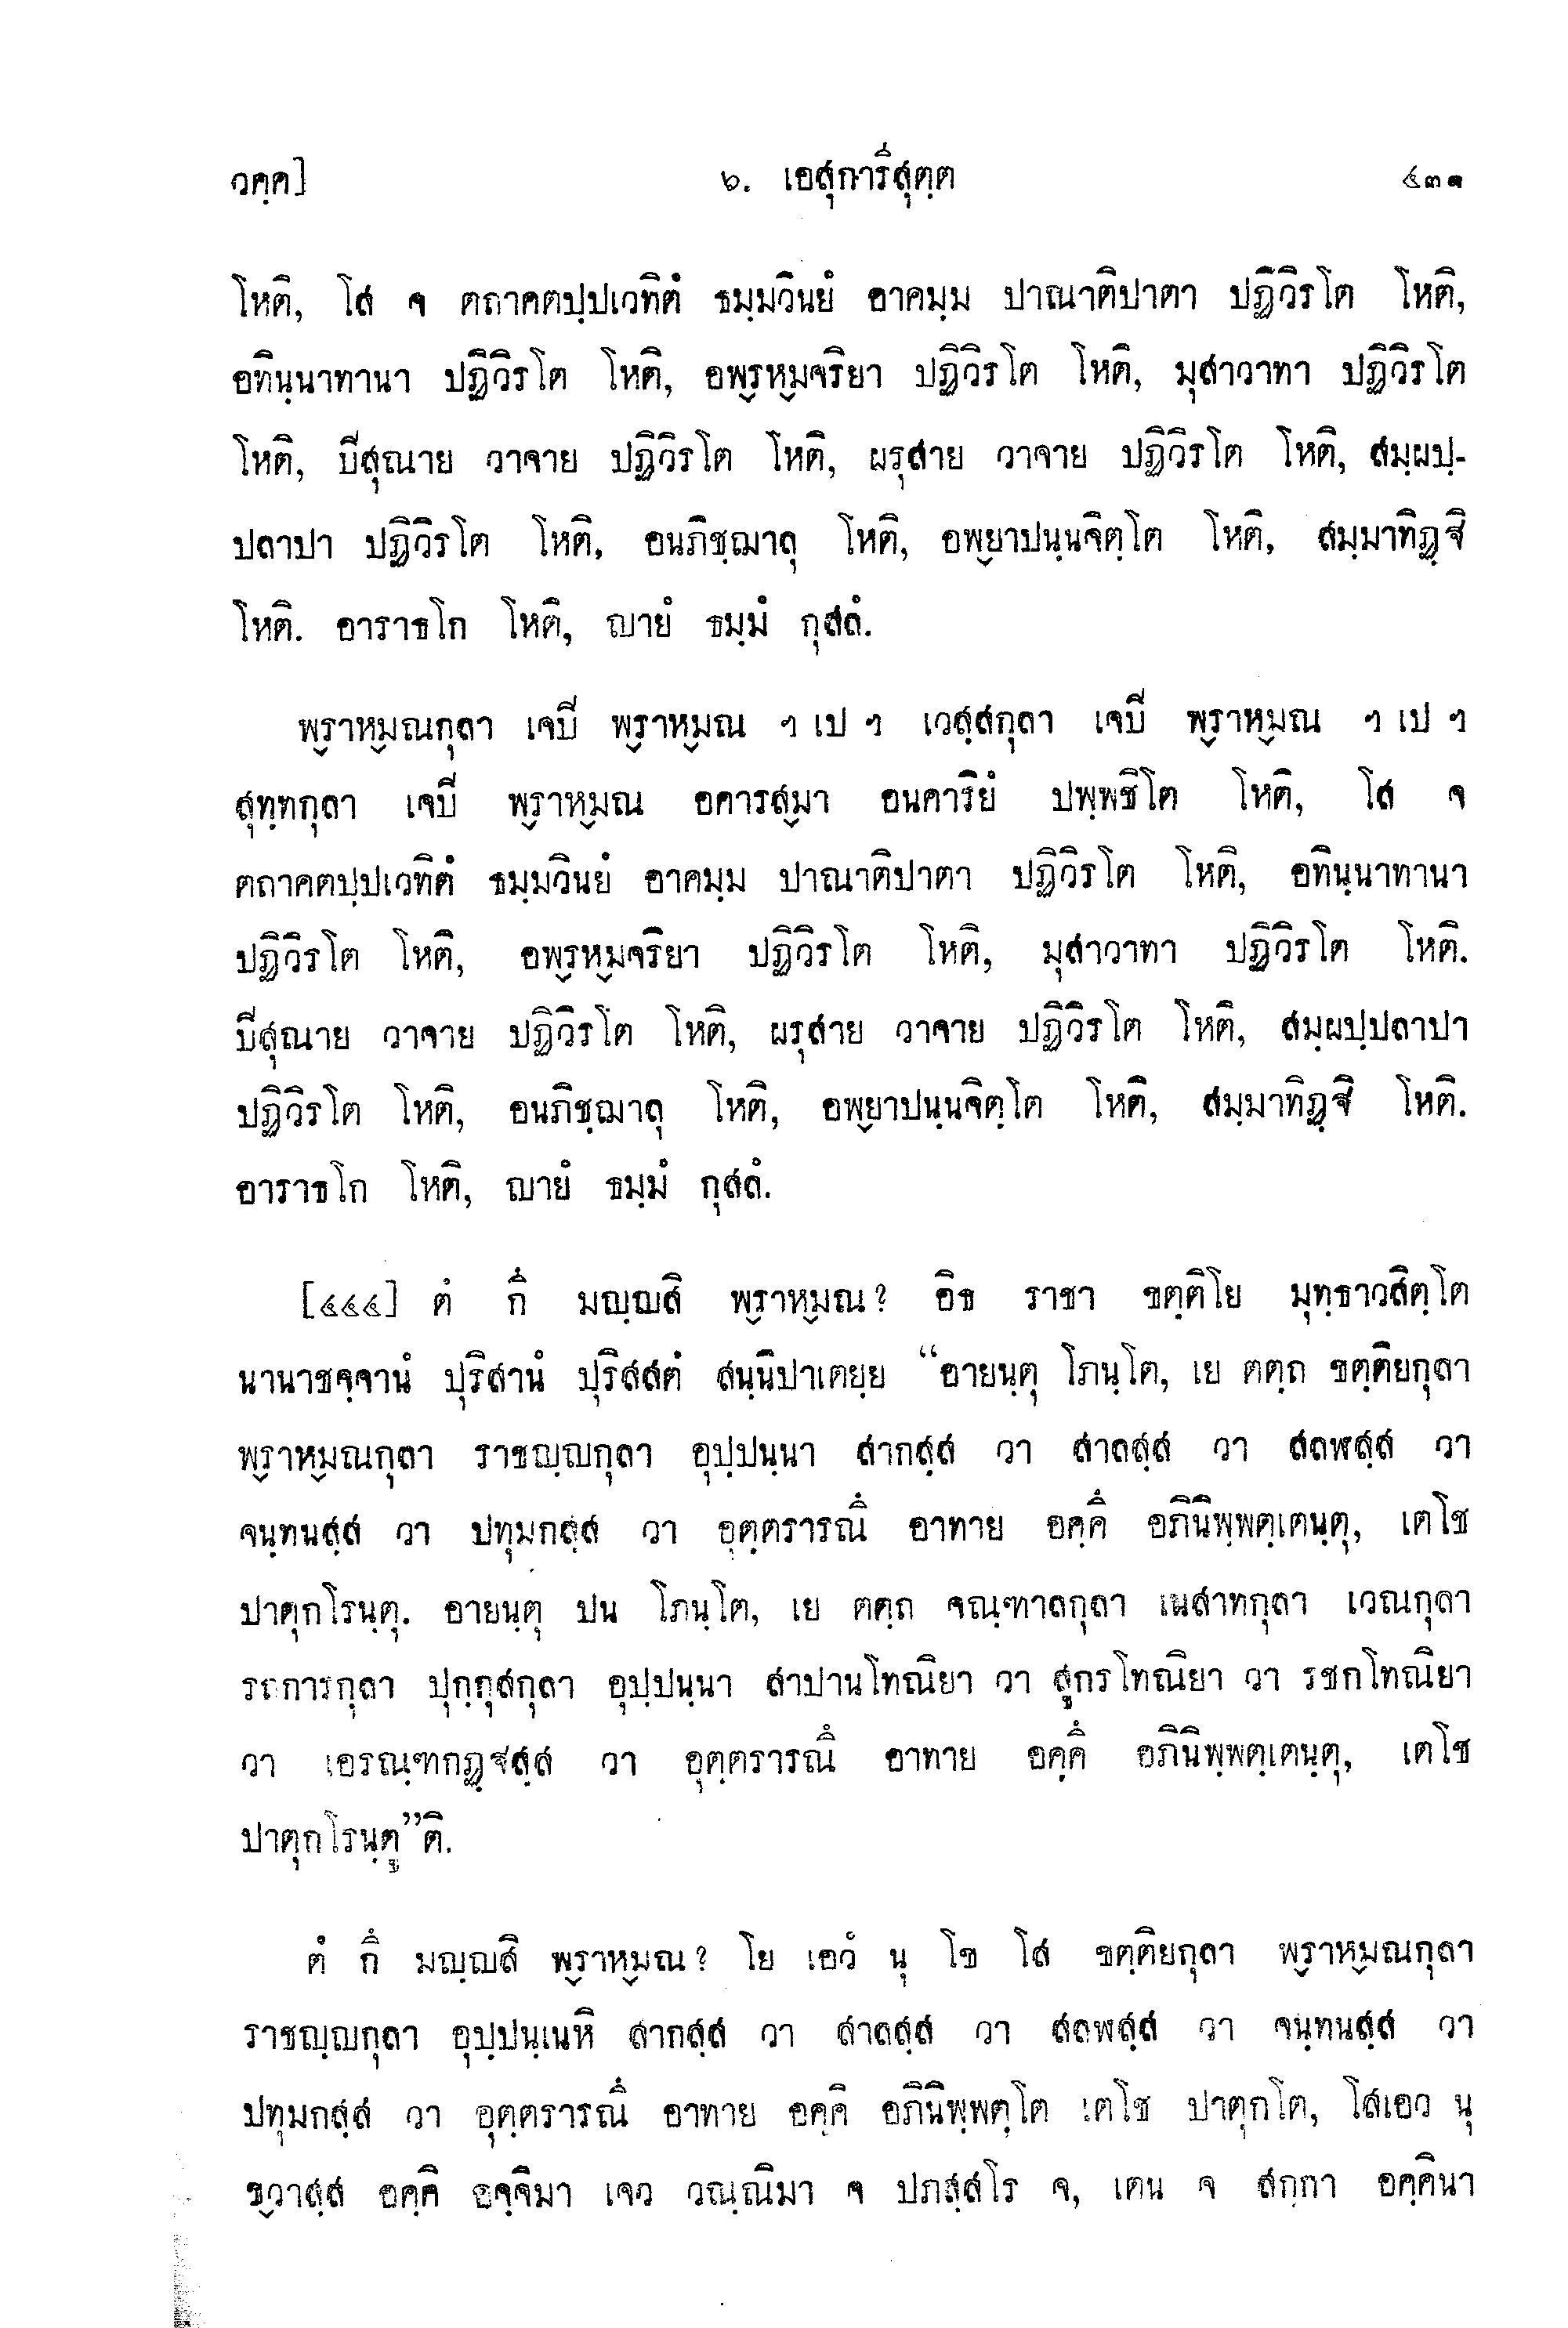 วคฺค] ๖. เอสุการีสุตฺต ๕๓๑
โหติ, โส จ ตถาคตปฺปเวทิตํ ธมฺมวินยํ อาคมฺม ปาณาติปาตา ปฏิวิรโต โหติ,
อทินฺนาทานา ปฏิวิรโต โหติ, อพฺรหฺมจริยา ปฏิวิรโต โหติ, มุสาวาทา ปฏิวิรโต
โหติ, ปิสุณาย วาจาย ปฏิวิรโต โหติ, ผรุสาย วาจาย ปฏิวิรโต โหติ, สมฺผปฺ-
ปลาปา ปฏิวิรโต โหติ, อนภิชฺฌาลุ โหติ, อพฺยาปนฺนจิตฺโต โหติ, สมฺมาทิฏฺฐิ
โหติ. อาราธโก โหติ, ญายํ ธมฺมํ กุสลํ.
พฺราหฺมณกุลา เจปิ พฺราหฺมณ ฯ เป ฯ เวสฺสกุลา เจปิ พฺราหฺมณ ฯ เป ฯ
สุทฺทกุลา เจปิ พฺราหฺมณ อคารสฺมา อนคาริยํ ปพฺพชิโต โหติ, โส จ
ตถาคตปฺปเวทิตํ ธมฺมวินยํ อาคมฺม ปาณาติปาตา ปฏิวิรโต โหติ, อทินฺนาทานา
ปฏิวิรโต โหติ, อพฺรหฺมจริยา ปฏิวิรโต โหติ, มุสาวาทา ปฏิวิรโต โหติ.
ปิสุณาย วาจาย ปฏิวิรโต โหติ, ผรุสาย วาจาย ปฏิวิรโต โหติ, สมฺผปฺปลาปา
ปฏิวิรโต โหติ, อนภิชฺฌาลุ โหติ, อพฺยาปนฺนจิตฺโต โหติ, สมฺมาทิฏฺฐิ โหติ.
อาราธโก โหติ, ญายํ ธมฺมํ กุสลํ.
[๔๔๔] ตํ กึ มญฺญสิ พฺราหฺมณ? อิธ ราชา ขตฺติโย มุทฺธาวสิตฺโต
นานาชจฺจานํ ปุริสานํ ปุริสสตํ สนฺนิปาเตยฺย “อายนฺตุ โภนฺโต, เย ตตฺถ ขตฺติยกุลา
พฺราหฺมณกุลา ราชญฺญกุลา อุปฺปนฺนา สากสฺส วา สาลสฺส วา สลฬสฺส วา
จนฺทนสฺส วา ปทุมกสฺส วา อุตฺตรารณึ อาทาย อคฺคึ อภินิพฺพตฺเตนฺตุ, เตโช
ปาตุกโรนฺตุ. อายนฺตุ ปน โภนฺโต, เย ตตฺถ จณฺฑาลกุลา เนสาทกุลา เวณกุลา
รถการกุลา ปุกฺกุสกุลา อุปฺปนฺนา สาปานโทณิยา วา สูกรโทณิยา วา รชกโทณิยา
วา เอรณฺฑกฏฺฐสฺส วา อุตฺตรารณึ อาทาย อคฺคึ อภินิพฺพตฺเตนฺตุ, เตโช
ปาตุกโรนฺตู”ติ.
ตํ กึ มญฺญสิ พฺราหฺมณ? โย เอวํ นุ โข โส ขตฺติยกุลา พฺราหฺมณกุลา
ราชญฺญกุลา อุปฺปนฺเนหิ สากสฺส วา สาลสฺส วา สลฬสฺส วา จนฺทนสฺส วา
ปทุมกสฺส วา อุตฺตรารณึ อาทาย อคฺคิ อภินิพฺพตฺโต เตโช ปาตุกโต, โสเอว นุ
ขฺวาสฺส อคฺคิ อจฺจิมา เจว วณฺณิมา จ ปภสฺสโร จ, เตน จ สกฺกา อคฺคินา